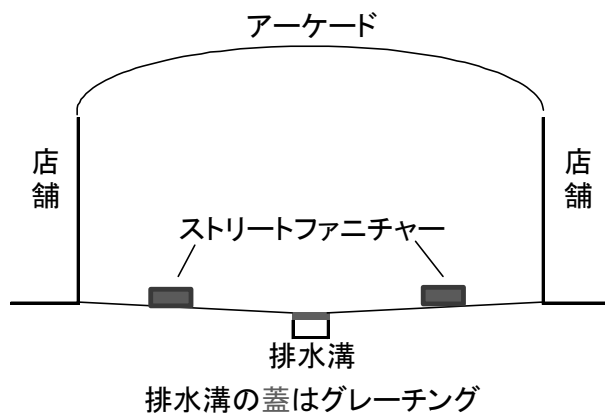 アーケード
店舗
店舗
ストリートファニチャー
排水溝
排水溝の蓋はグレーチング